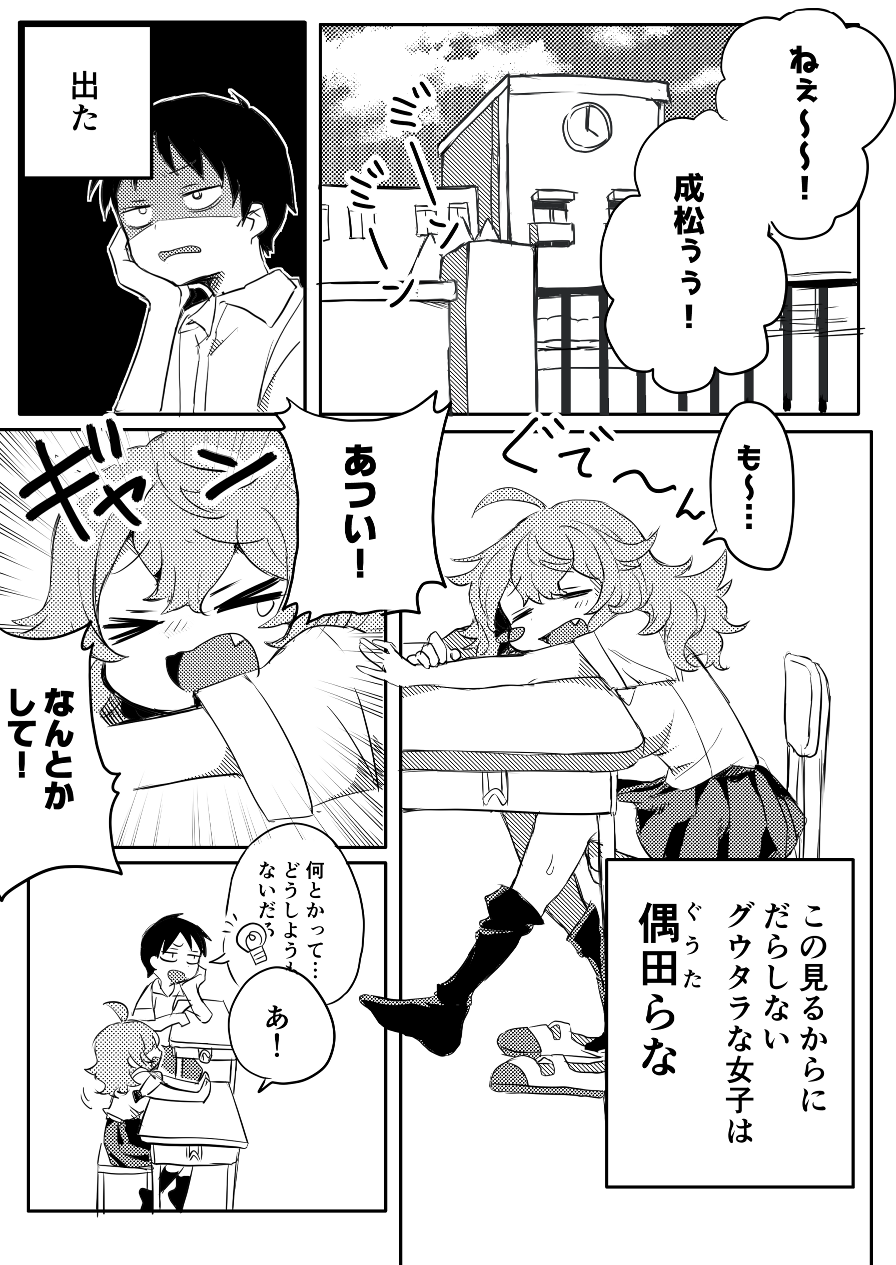 ねぇ〜〜！
成松ぅぅ！
ミーンミーン
出た
も〜…
ぐで〜ん
この見るからに
だらしない
グウタラな女子は
偶田らな
ぐうた
あつい！
ギャン
なんとか
して！
何とかって…
どうしようも
ないだろ
あ！